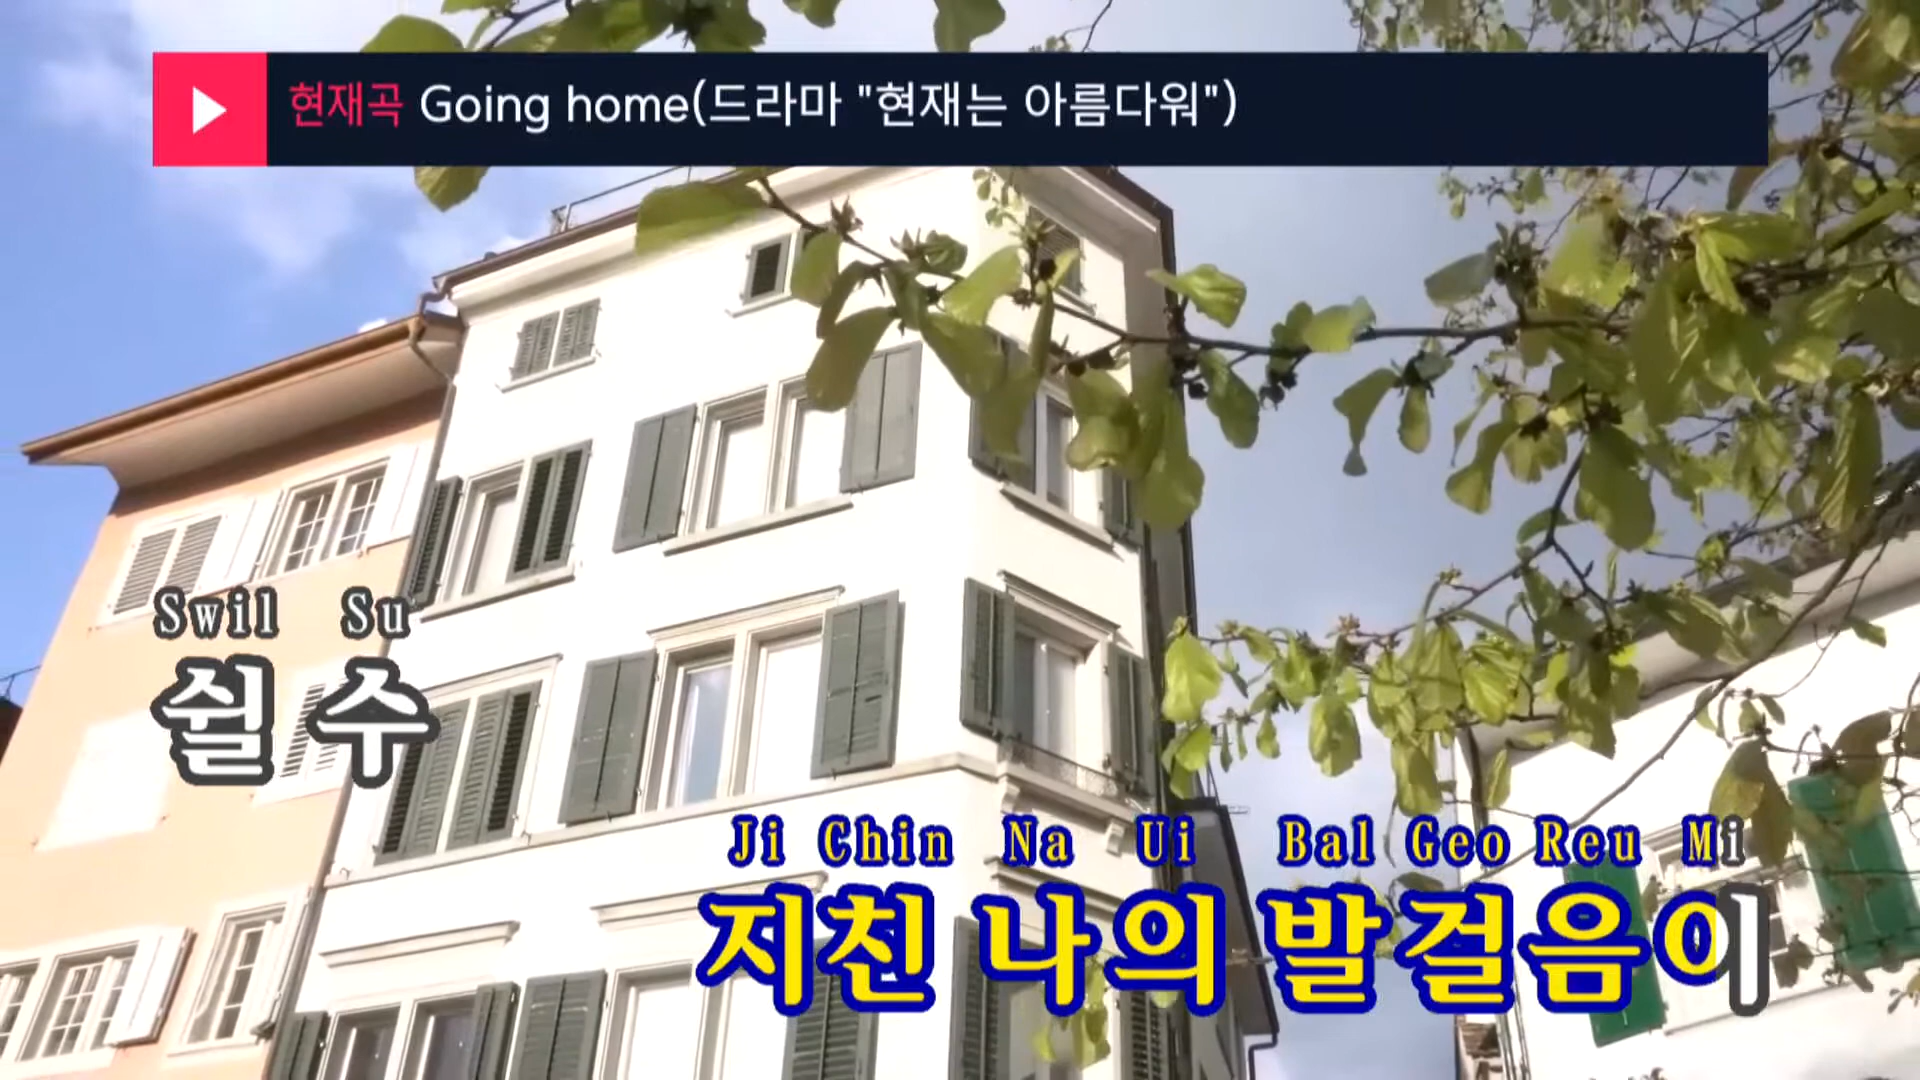 현재곡 Going home(드라마 "현재는 아름다워")
Swil Su
쉴 수
Ji Chin Na Ui Bal Geo Reu Mi
지친 나의 발걸음이